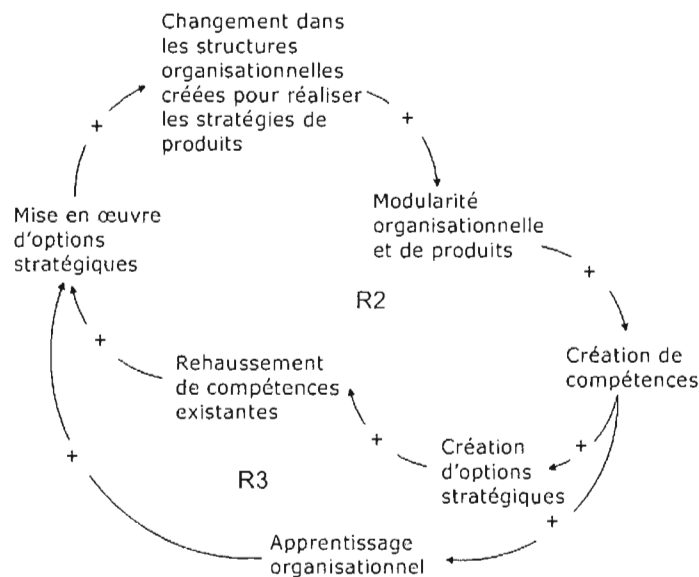 Changement dans
les structures
organisationnelles
créées pour réaliser
les stratégies de
produits
+
+
Mise en œuvre
d'options
stratégiques
Modularité
organisationnelle
et de produits
+
R2
+
Rehaussement
de compétences
existantes
Création de
compétences
+
Création
d'options
stratégiques
+
+
R3
+
Apprentissage
organisationnel